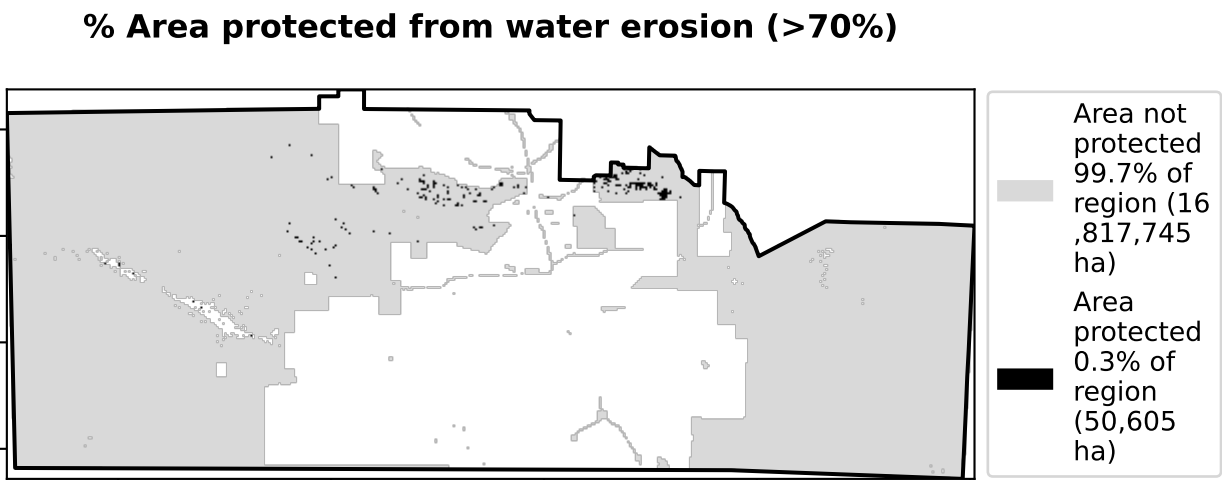 % Area protected from water erosion (>70%)
Area not
protected
99.7% of
region (16
,817,745
ha)
Area
protected
0.3% of
region
(50,605
ha)